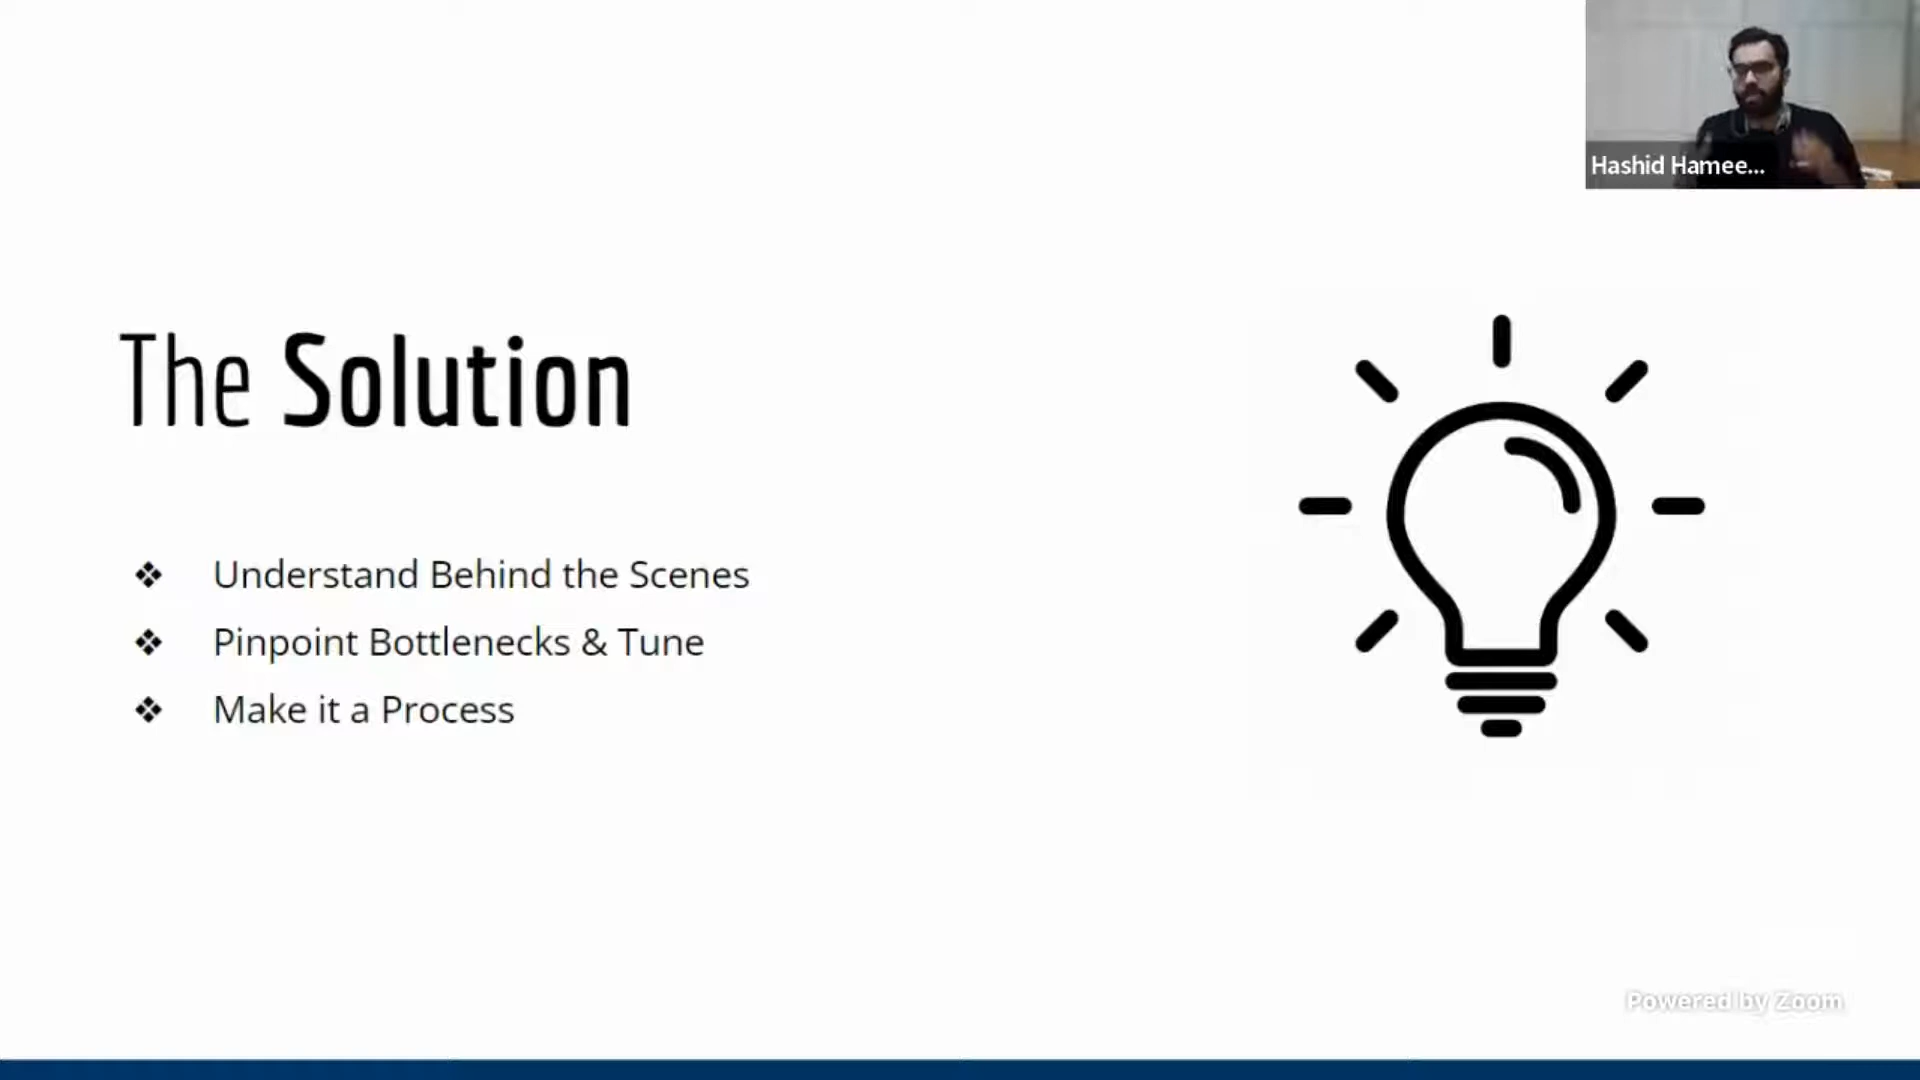 Hashid Hamee...
The Solution
❖ Understand Behind the Scenes
❖ Pinpoint Bottlenecks & Tune
❖ Make it a Process
Powered by Zoom